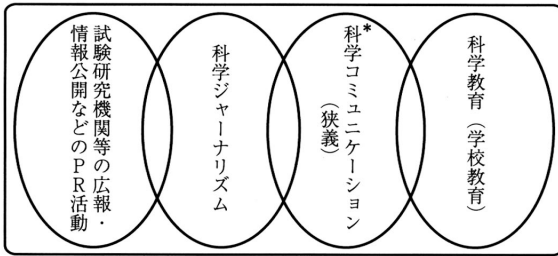 科学教育（学校教育）
科学コミュニケーション*
（狭義）
科学ジャーナリズム
試験研究機関等の広報・
情報公開などのPR活動